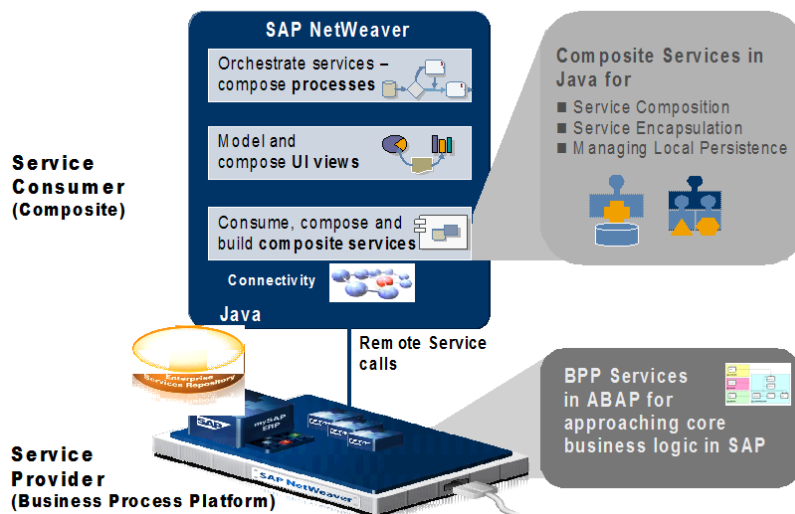 SAP NetWeaver
Orchestrate services –
compose processes
Model and
compose UI views
Consume, compose and
build composite services
Connectivity
Java
Service
Consumer
(Composite)
Composite Services in
Java for
Service Composition
Service Encapsulation
Managing Local Persistence
Remote Service
calls
Enterprise
Services Repository
SAP
mySAP
ERP
SAP NetWeaver
BPP Services
in ABAP for
approaching core
business logic in SAP
Service
Provider
(Business Process Platform)